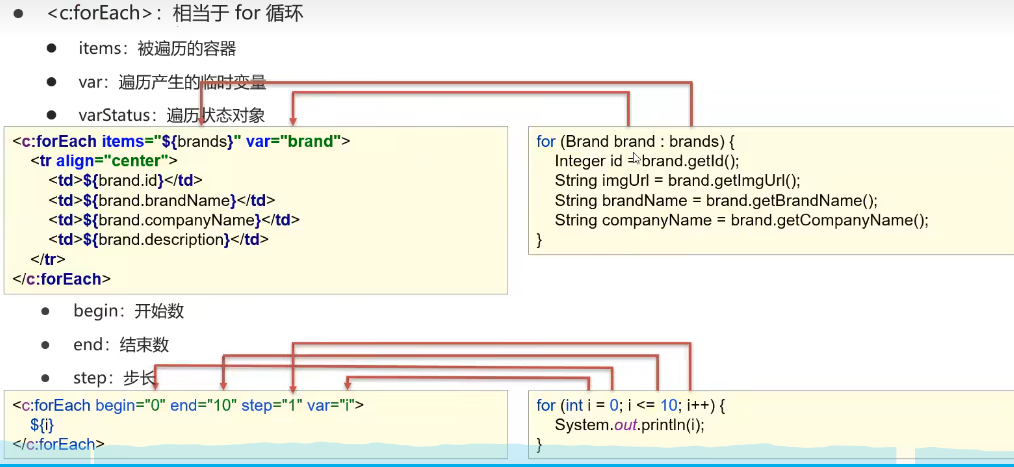 <c:forEach>：相当于 for 循环
items：被遍历的容器
var：遍历产生的临时变量
varStatus：遍历状态对象
<c:forEach items="${brands}" var="brand">
<tr align="center">
<td>${brand.id}</td>
<td>${brand.brandName}</td>
<td>${brand.companyName}</td>
<td>${brand.description}</td>
</tr>
</c:forEach>
for (Brand brand : brands) {
Integer id = brand.getId();
String imgUrl = brand.getImgUrl();
String brandName = brand.getBrandName();
String companyName = brand.getCompanyName();
}
begin：开始数
end：结束数
step：步长
<c:forEach begin="0" end="10" step="1" var="i">
${i}
</c:forEach>
for (int i = 0; i <= 10; i++) {
System.out.println(i);
}